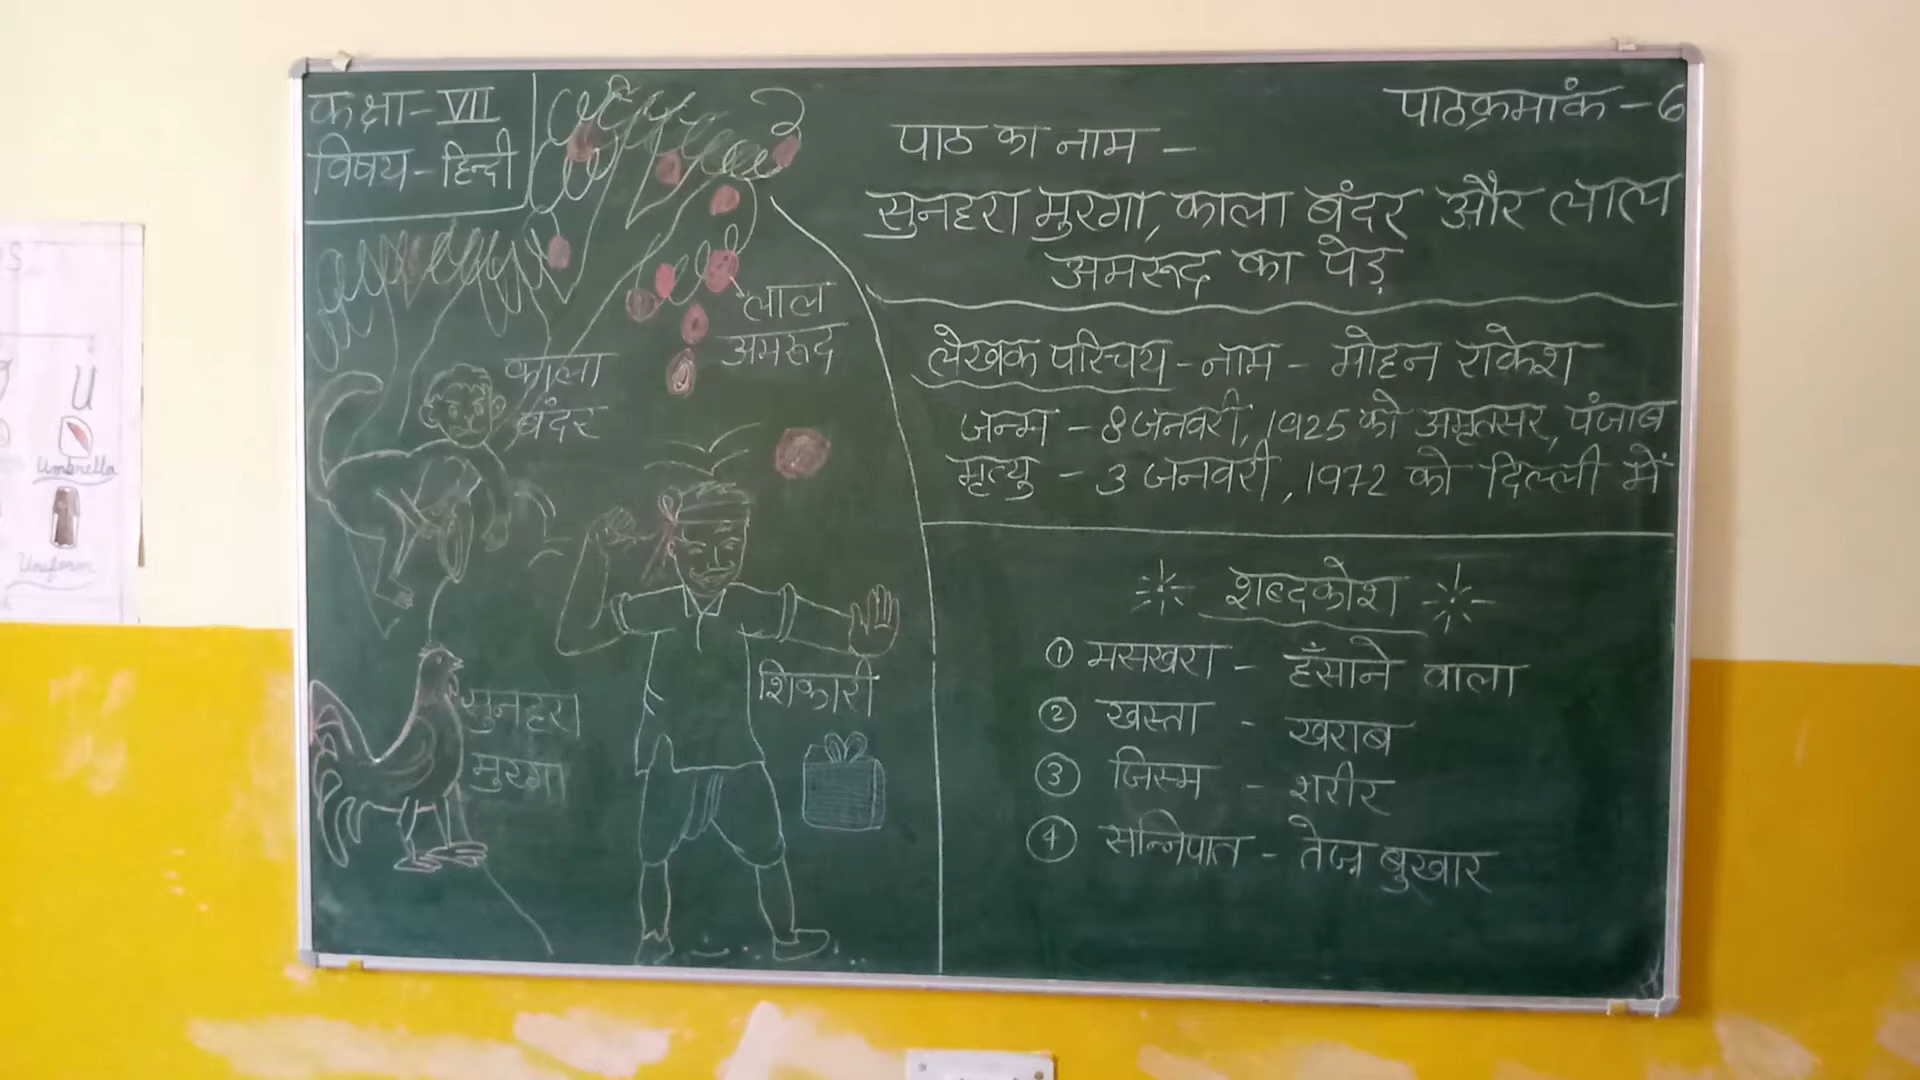 कक्षा - VII
विषय - हिन्दी
पाठक्रमांक - 6
पाठ का नाम -
सुनहरा मुरगा, काला बंदर और लाल
अमरूद का पेड़
लेखक परिचय - नाम - मोहन राकेश
जन्म - 8 जनवरी, 1925 को अमृतसर, पंजाब
मृत्यु - 3 जनवरी, 1972 को दिल्ली में
शब्दकोश
① मसखरा - हँसाने वाला
② खस्ता - खराब
③ जिस्म - शरीर
④ सन्निपात - तेज़ बुखार
लाल
अमरूद
काला
बंदर
शिकारी
सुनहरा
मुरगा
U
Umbrella
Uniform